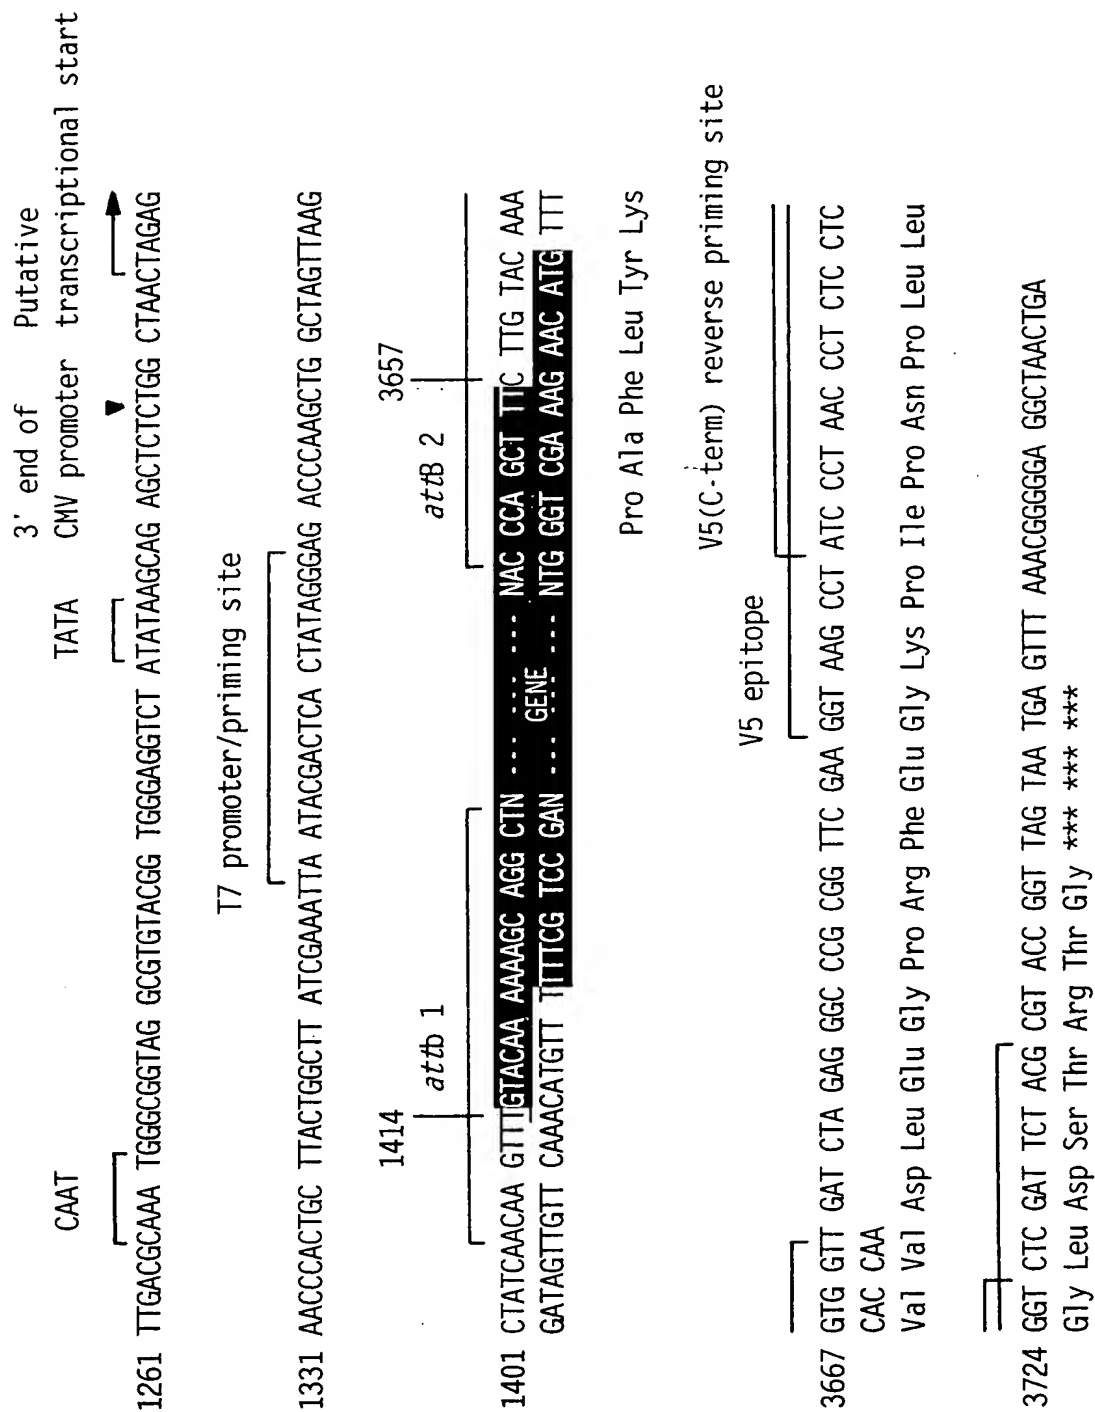 3' end of Putative
CAAT TATA CMV promoter transcriptional start
1261 TTGACGCAAA TGGGCGGTAG GCGTGTACGG TGGGAGGTCT ATATAAGCAG AGCTCTCTGG CTAACTAGAG
T7 promoter/priming site
1331 AACCCACTGC TTACTGGCTT ATCGAAATTA ATACGACTCA CTATAGGGAG ACCCAAGCTG GCTAGTTAAG
1414 3657
attb 1 attB 2
1401 CTATCAACAA GTTTGTACAA AAAAGC AGG CTN ... ... ... NAC CCA GCT TTC TTG TAC AAA
GENE
GATAGTTGTT CAAACATGTT TTTTCG TCC GAN ... ... ... NTG GGT CGA AAG AAC ATG TTT
Pro Ala Phe Leu Tyr Lys
V5(C-term) reverse priming site
V5 epitope
3667 GTG GTT GAT CTA GAG GGC CCG CGG TTC GAA GGT AAG CCT ATC CCT AAC CCT CTC CTC
CAC CAA
Val Val Asp Leu Glu Gly Pro Arg Phe Glu Gly Lys Pro Ile Pro Asn Pro Leu Leu
3724 GGT CTC GAT TCT ACG CGT ACC GGT TAG TAA TGA GTTT AAACGGGGGA GGCTAACTGA
Gly Leu Asp Ser Thr Arg Thr Gly *** *** ***